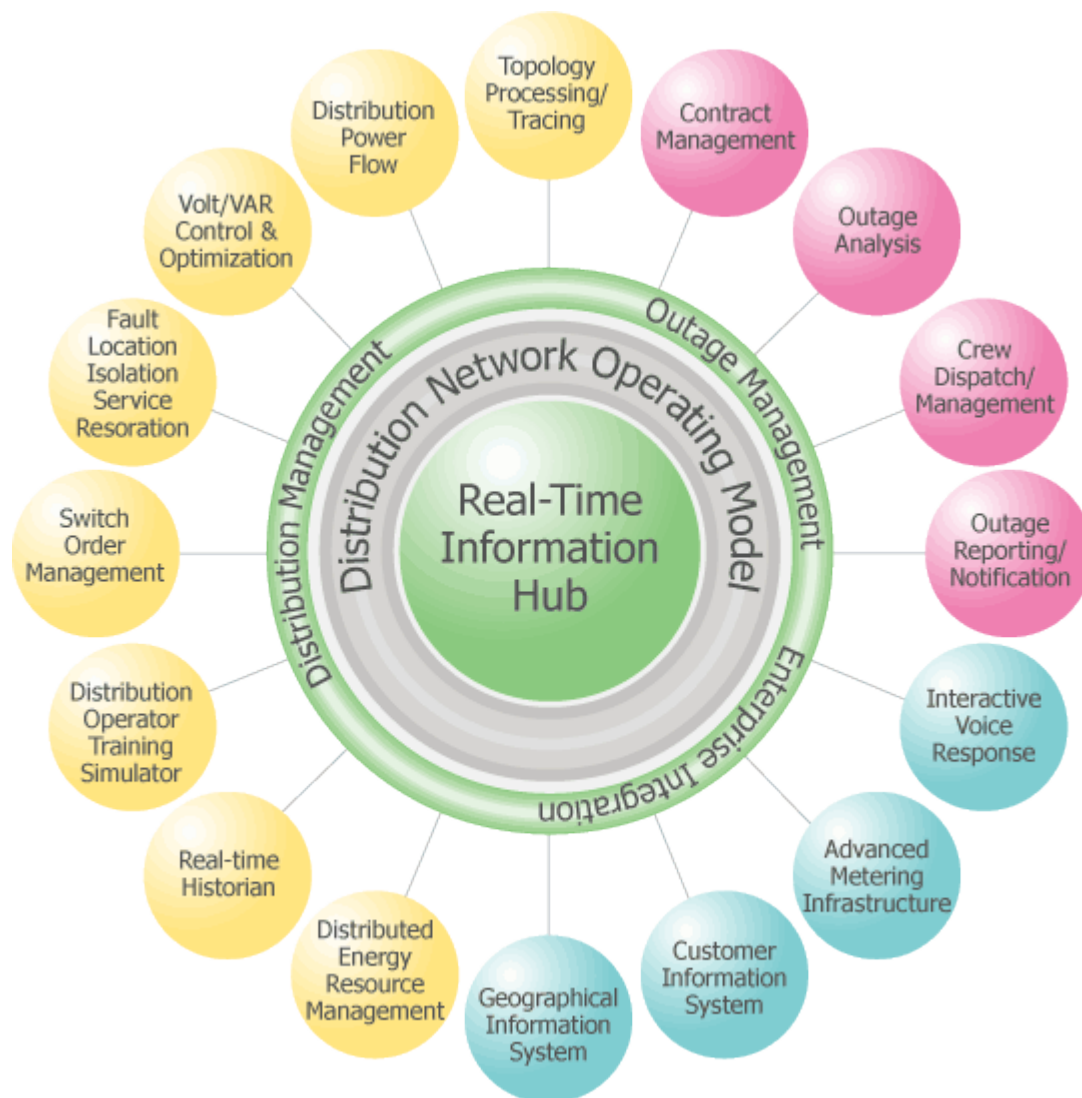 Topology
Processing/
Tracing
Contract
Management
Outage
Analysis
Crew
Dispatch/
Management
Outage
Reporting/
Notification
Interactive
Voice
Response
Advanced
Metering
Infrastructure
Customer
Information
System
Geographical
Information
System
Distributed
Energy
Resource
Management
Real-time
Historian
Distribution
Operator
Training
Simulator
Switch
Order
Management
Fault
Location
Isolation
Service
Resoration
Volt/VAR
Control &
Optimization
Distribution
Power
Flow
Distribution Management
Outage Management
Enterprise Integration
Distribution Network Operating Model
Real-Time
Information
Hub